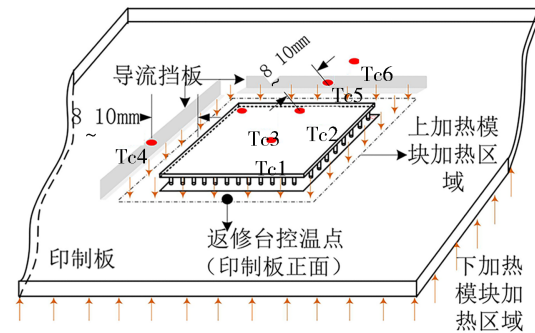 8~10mm
Tc6
导流挡板
Tc5
8~10mm
Tc3
Tc2
Tc4
Tc1
上加热模
块加热区
域
返修台控温点
（印制板正面）
印制板
下加热
模块加
热区域